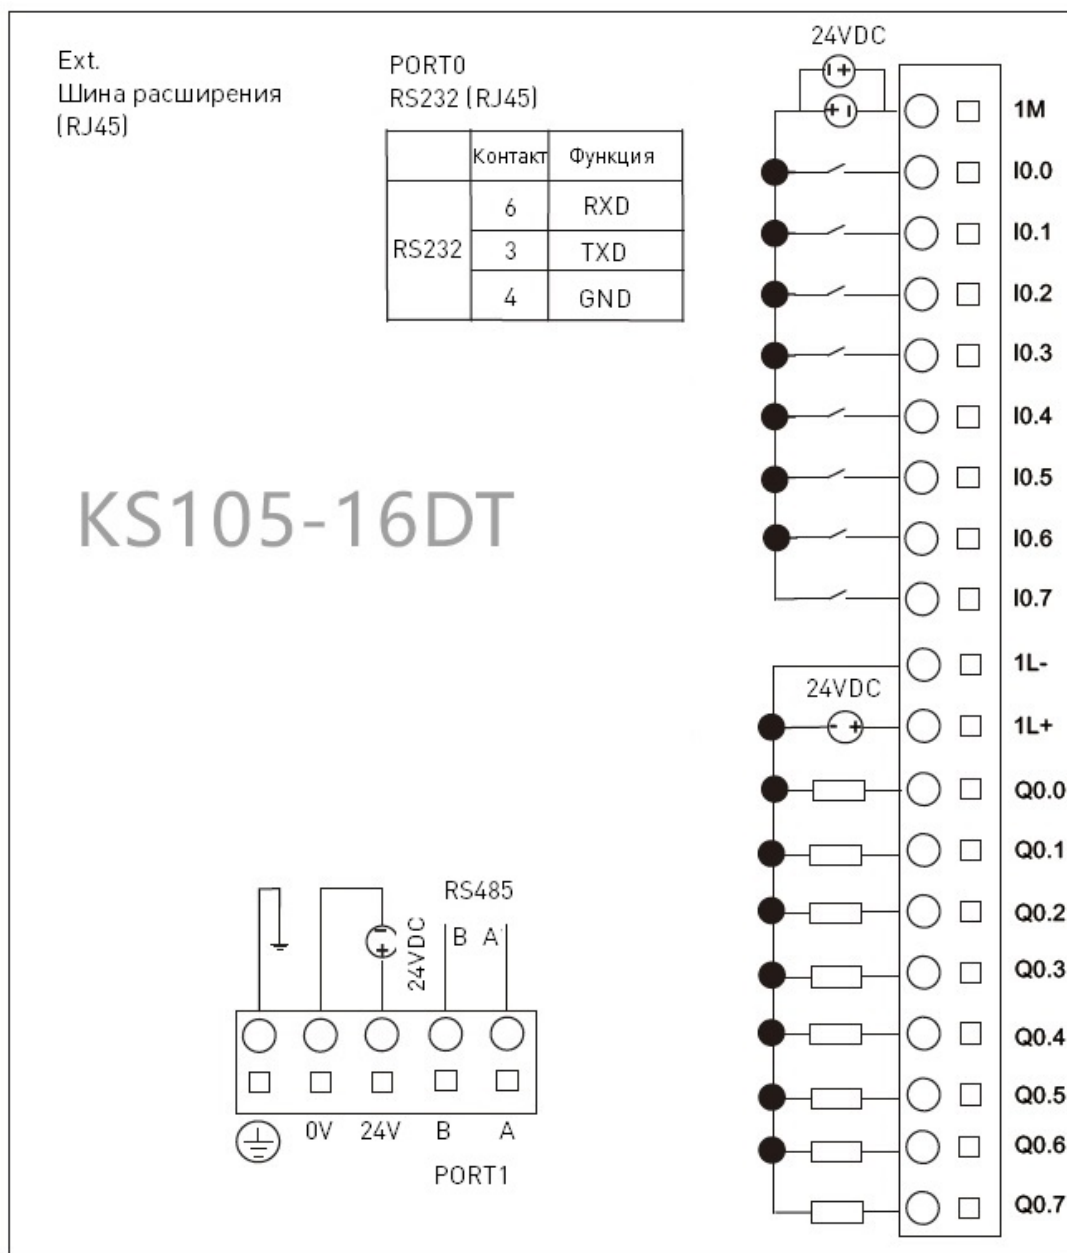 Ext.
Шина расширения
(RJ45)
PORT0
RS232 (RJ45)
Контакт Функция
RS232
6 RXD
3 TXD
4 GND
KS105-16DT
24VDC
1M
I0.0
I0.1
I0.2
I0.3
I0.4
I0.5
I0.6
I0.7
1L-
24VDC
1L+
Q0.0
Q0.1
Q0.2
Q0.3
Q0.4
Q0.5
Q0.6
Q0.7
RS485
24VDC
B A
0V 24V B A
PORT1